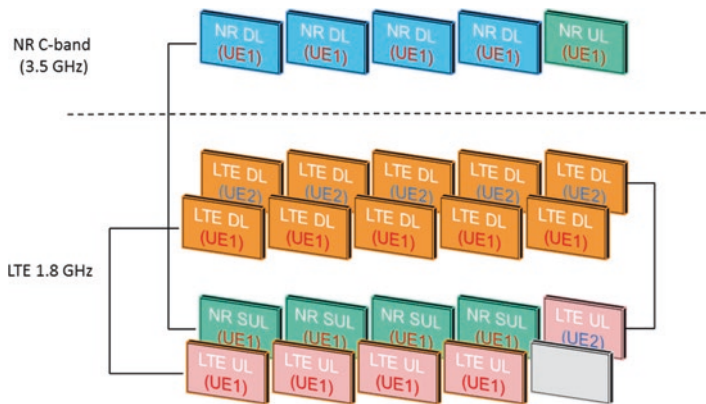 NR C-band
(3.5 GHz)
NR DL
(UE1)
NR DL
(UE1)
NR DL
(UE1)
NR DL
(UE1)
NR UL
(UE1)
LTE DL
(UE2)
LTE DL
(UE2)
LTE DL
(UE2)
LTE DL
(UE2)
LTE DL
(UE2)
LTE DL
(UE1)
LTE DL
(UE1)
LTE DL
(UE1)
LTE DL
(UE1)
LTE DL
(UE1)
LTE 1.8 GHz
NR SUL
(UE1)
NR SUL
(UE1)
NR SUL
(UE1)
NR SUL
(UE1)
LTE UL
(UE2)
LTE UL
(UE1)
LTE UL
(UE1)
LTE UL
(UE1)
LTE UL
(UE1)